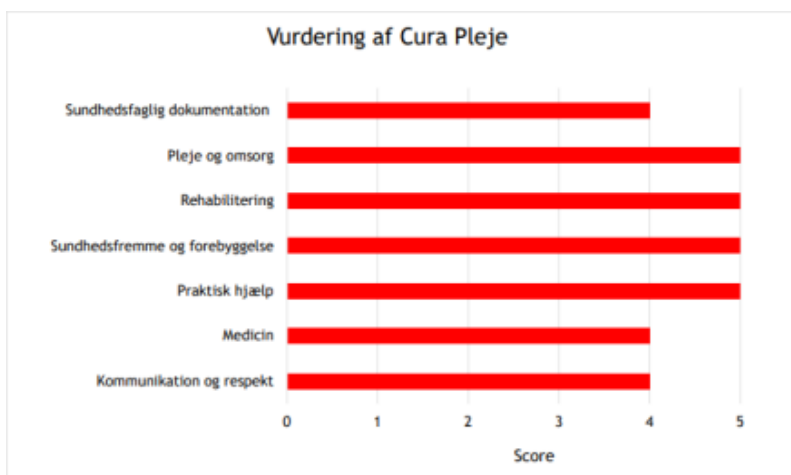 Vurdering af Cura Pleje
Sundhedsfaglig dokumentation
Pleje og omsorg
Rehabilitering
Sundhedsfremme og forebyggelse
Praktisk hjælp
Medicin
Kommunikation og respekt
0 1 2 3 4 5
Score